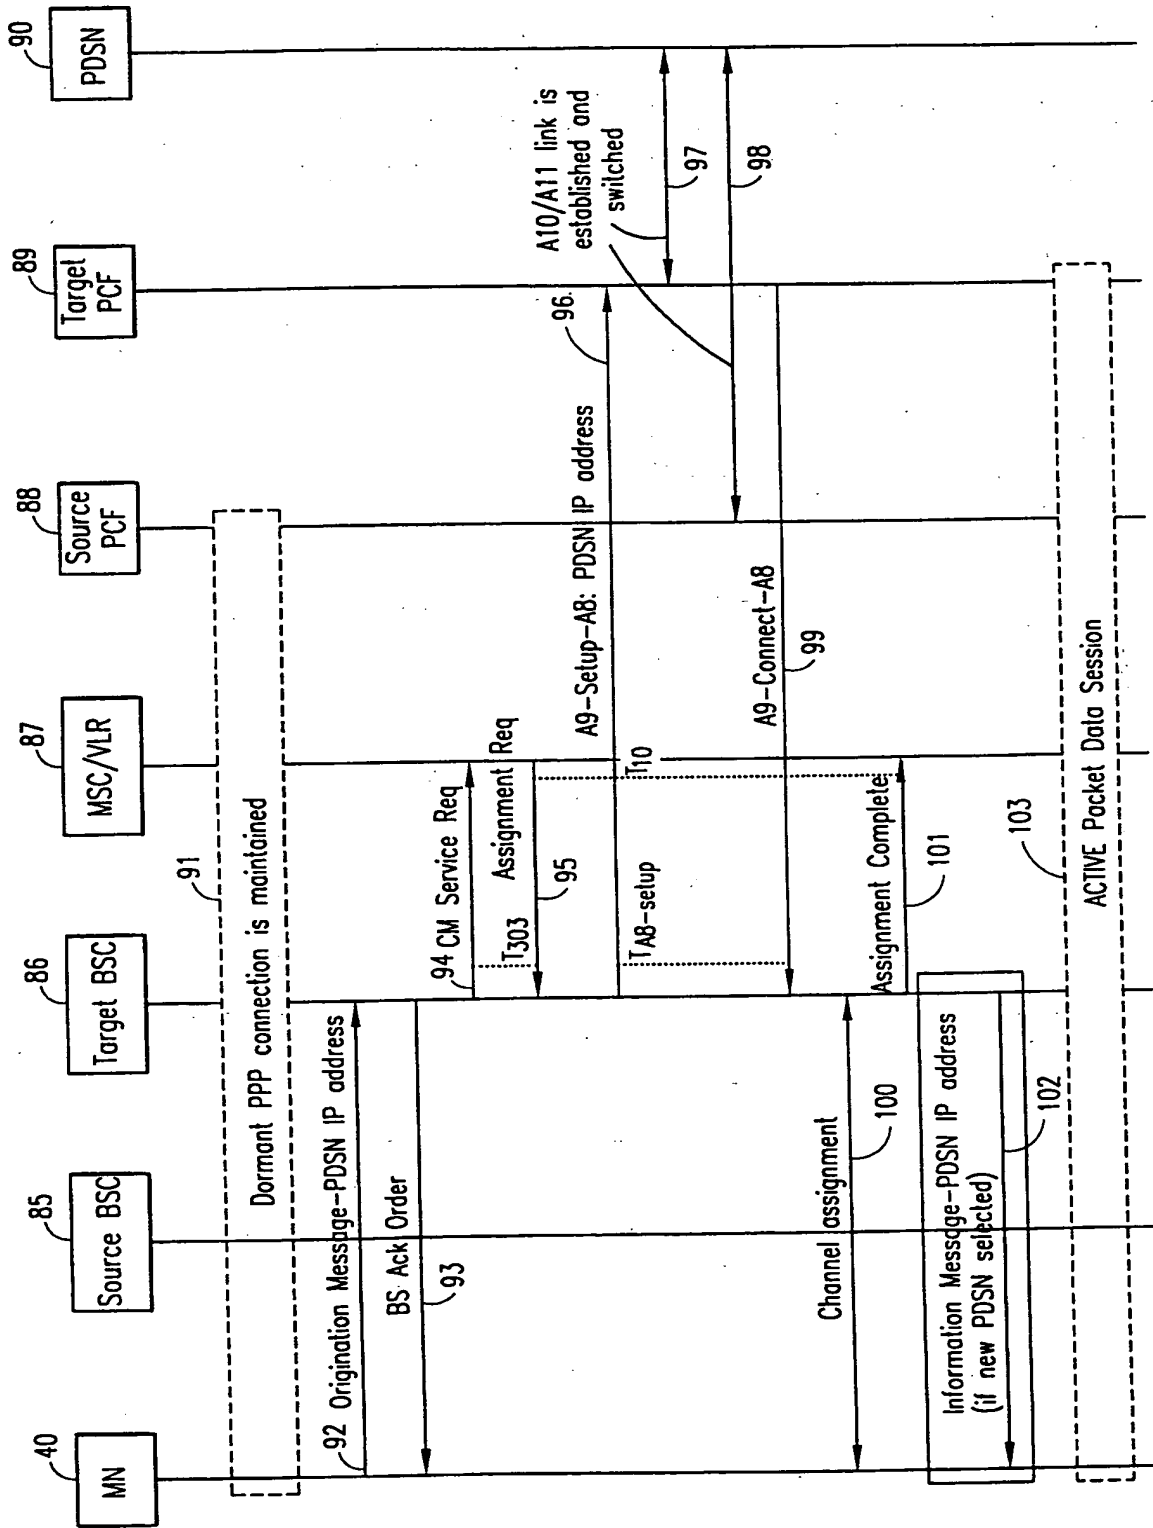 40
MN
85
Source BSC
86
Target BSC
87
MSC/VLR
88
Source
PCF
89
Target
PCF
90
PDSN
91
Dormant PPP connection is maintained
92 Origination Message-PDSN IP address
BS Ack Order
93
94 CM Service Req
T303
Assignment Req
95
A9-Setup-A8: PDSN IP address
96
TA8-setup
T10
A10/A11 link is
established and
switched
97
98
A9-Connect-A8
99
Channel assignment
100
Assignment Complete
101
Information Message-PDSN IP address
(if new PDSN selected)
102
103
ACTIVE Packet Data Session